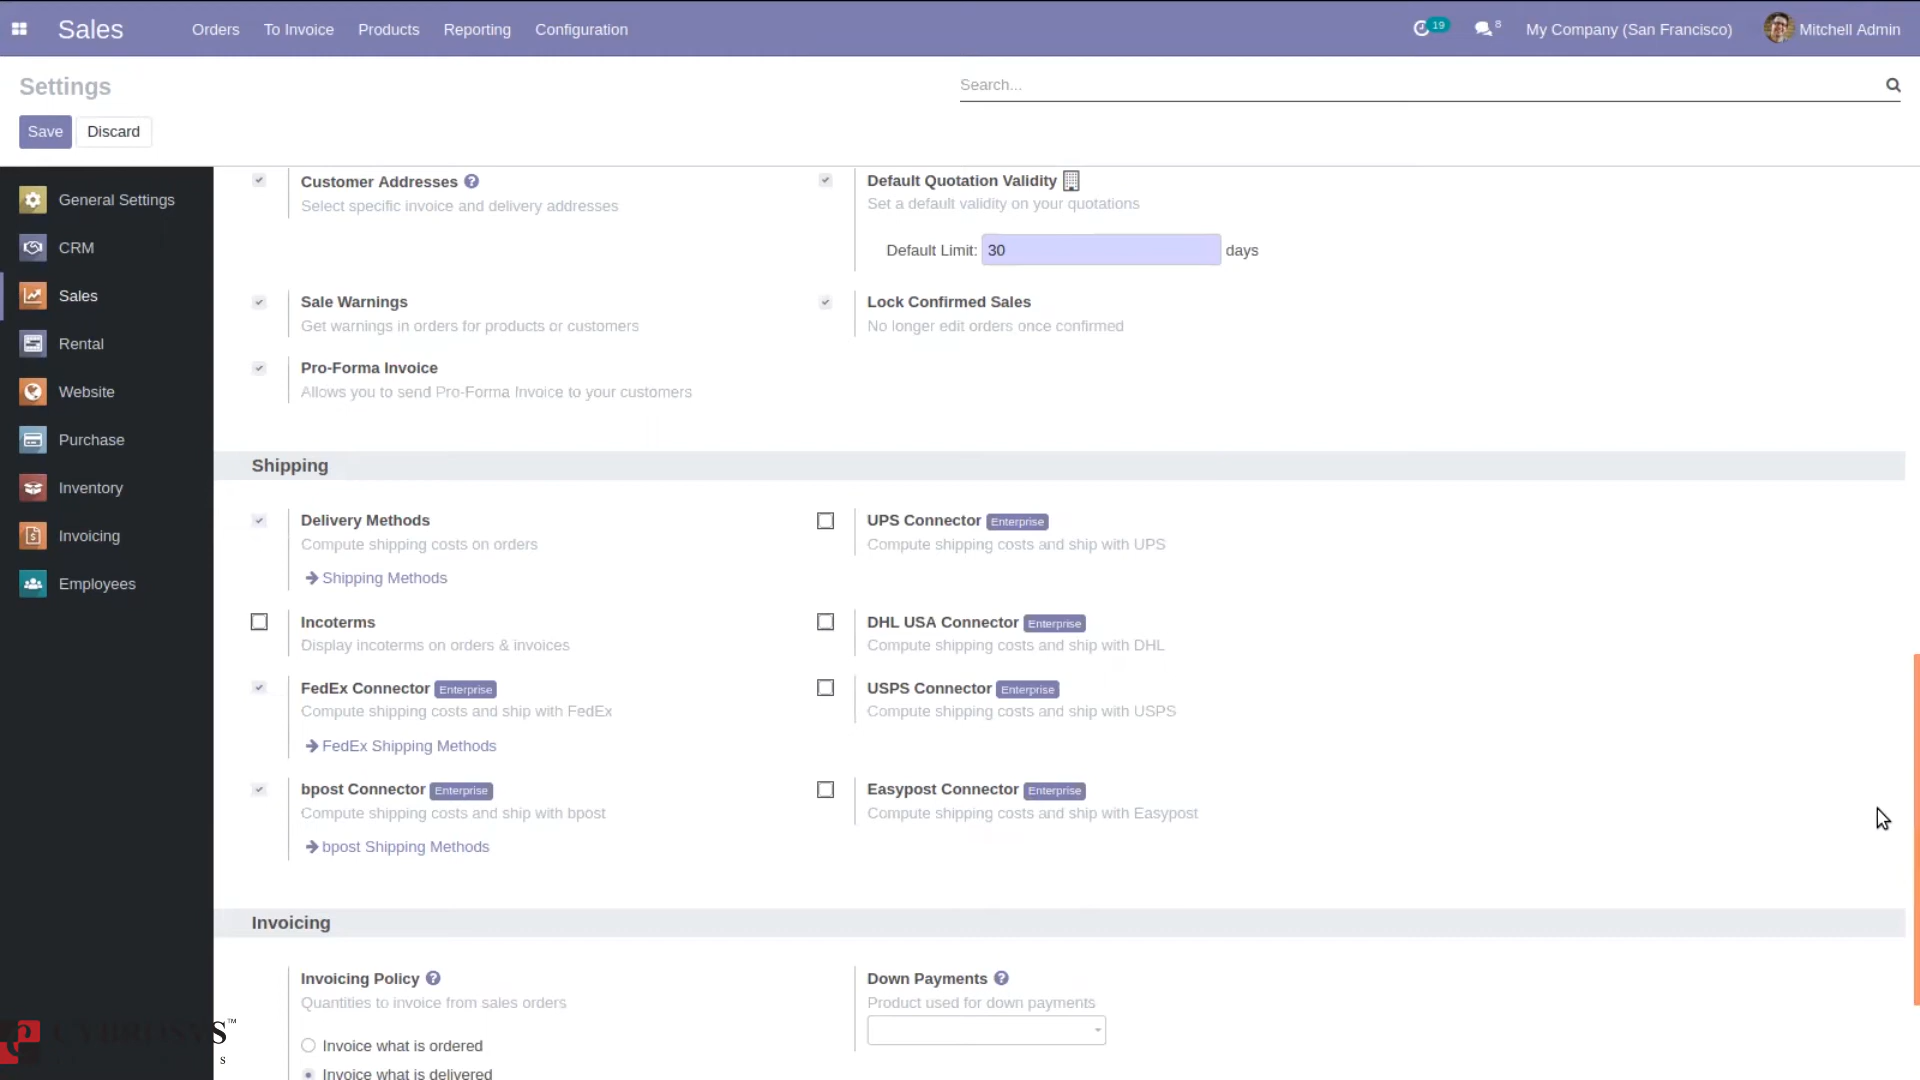 Sales Orders To Invoice Products Reporting Configuration 19 8 My Company (San Francisco) Mitchell Admin
Settings
Search...
Save Discard
General Settings
CRM
Sales
Rental
Website
Purchase
Inventory
Invoicing
Employees
Customer Addresses
Select specific invoice and delivery addresses
Default Quotation Validity
Set a default validity on your quotations
Default Limit: 30 days
Sale Warnings
Get warnings in orders for products or customers
Lock Confirmed Sales
No longer edit orders once confirmed
Pro-Forma Invoice
Allows you to send Pro-Forma Invoice to your customers
Shipping
Delivery Methods
Compute shipping costs on orders
Shipping Methods
UPS Connector Enterprise
Compute shipping costs and ship with UPS
Incoterms
Display incoterms on orders & invoices
DHL USA Connector Enterprise
Compute shipping costs and ship with DHL
FedEx Connector Enterprise
Compute shipping costs and ship with FedEx
FedEx Shipping Methods
USPS Connector Enterprise
Compute shipping costs and ship with USPS
bpost Connector Enterprise
Compute shipping costs and ship with bpost
bpost Shipping Methods
Easypost Connector Enterprise
Compute shipping costs and ship with Easypost
Invoicing
Invoicing Policy
Quantities to invoice from sales orders
Invoice what is ordered
Invoice what is delivered
Down Payments
Product used for down payments
CYBROSYS™